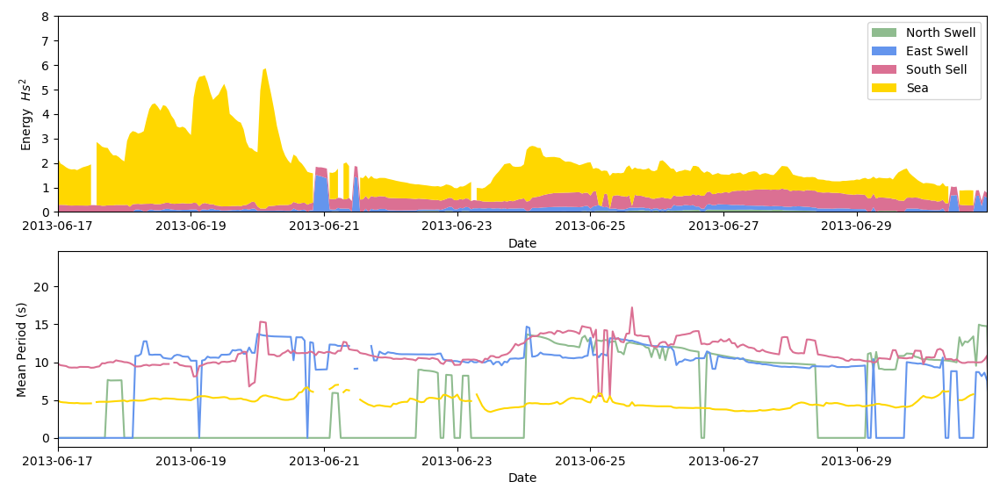 8
7
6
5
4
3
2
1
0
Energy Hs²
North Swell
East Swell
South Sell
Sea
2013-06-17 2013-06-19 2013-06-21 2013-06-23 2013-06-25 2013-06-27 2013-06-29
Date
20
15
10
5
0
Mean Period (s)
2013-06-17 2013-06-19 2013-06-21 2013-06-23 2013-06-25 2013-06-27 2013-06-29
Date